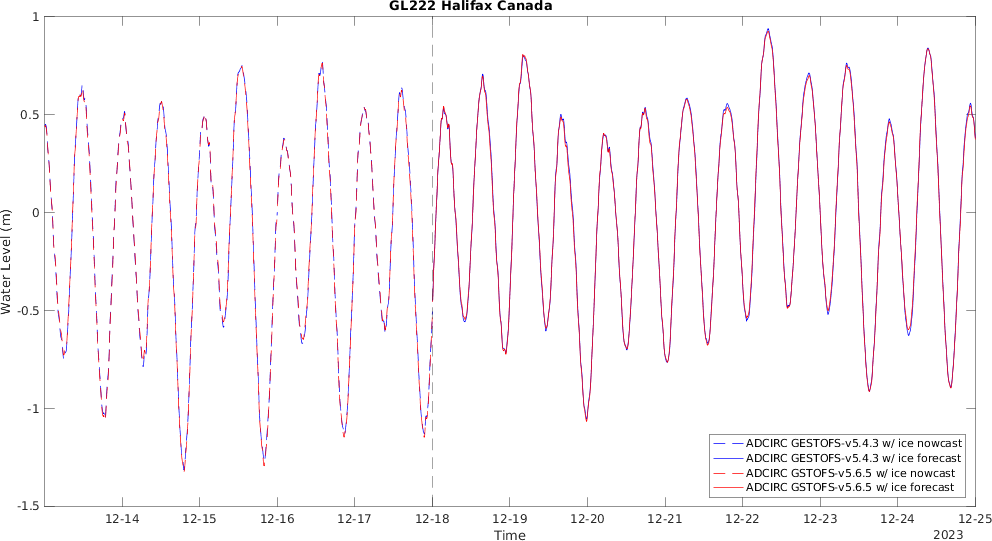 GL222 Halifax Canada
1
0.5
0
-0.5
-1
-1.5
Water Level (m)
ADCIRC GESTOFS-v5.4.3 w/ ice nowcast
ADCIRC GESTOFS-v5.4.3 w/ ice forecast
ADCIRC GSTOFS-v5.6.5 w/ ice nowcast
ADCIRC GSTOFS-v5.6.5 w/ ice forecast
12-14 12-15 12-16 12-17 12-18 12-19 12-20 12-21 12-22 12-23 12-24 12-25
Time
2023